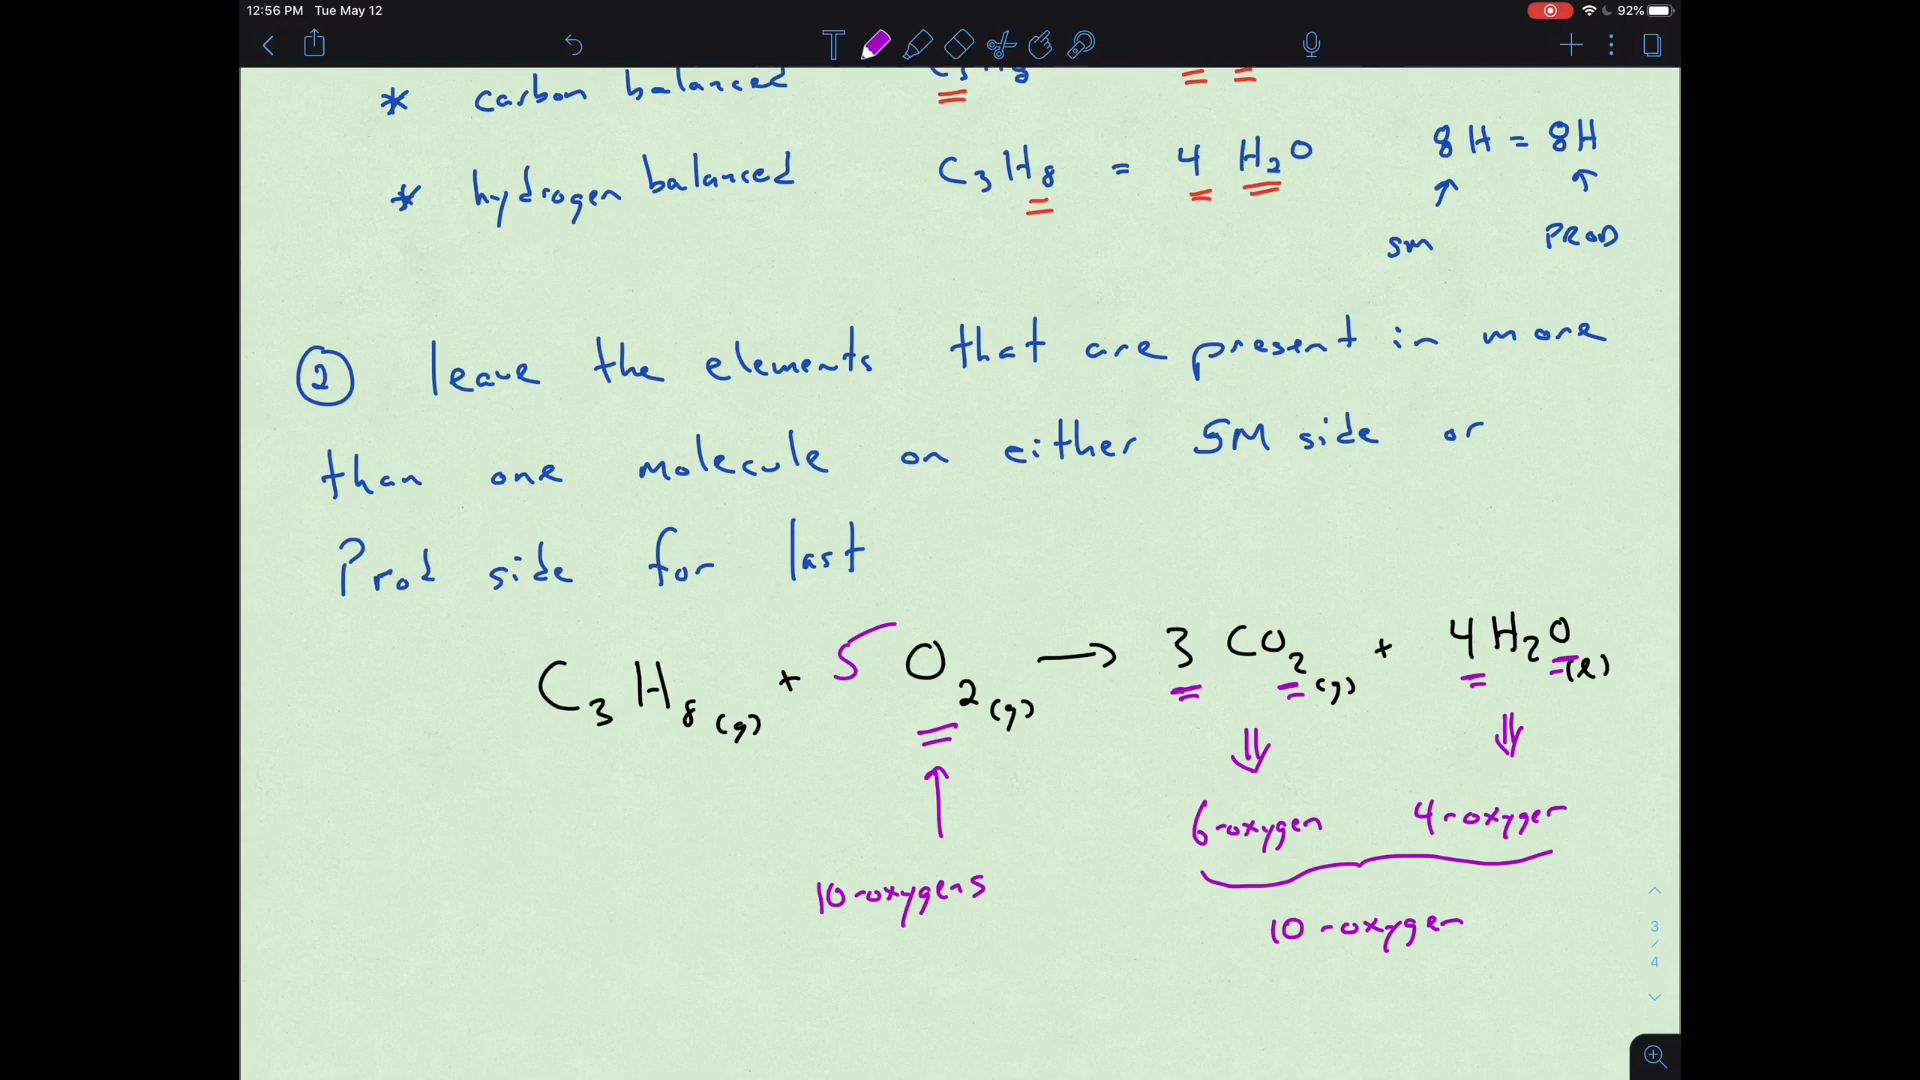 12:56 PM Tue May 12 92%
* carbon balanced
* hydrogen balanced C₃H₈ = 4 H₂O 8H = 8H
SM PROD
② leave the elements that are present in more
than one molecule on either SM side or
Prod side for last
C₃H₈(g) + 5 O₂(g) → 3 CO₂(g) + 4 H₂O(l)
6-oxygen 4-oxygen
10-oxygens
10-oxygen
3
/
4